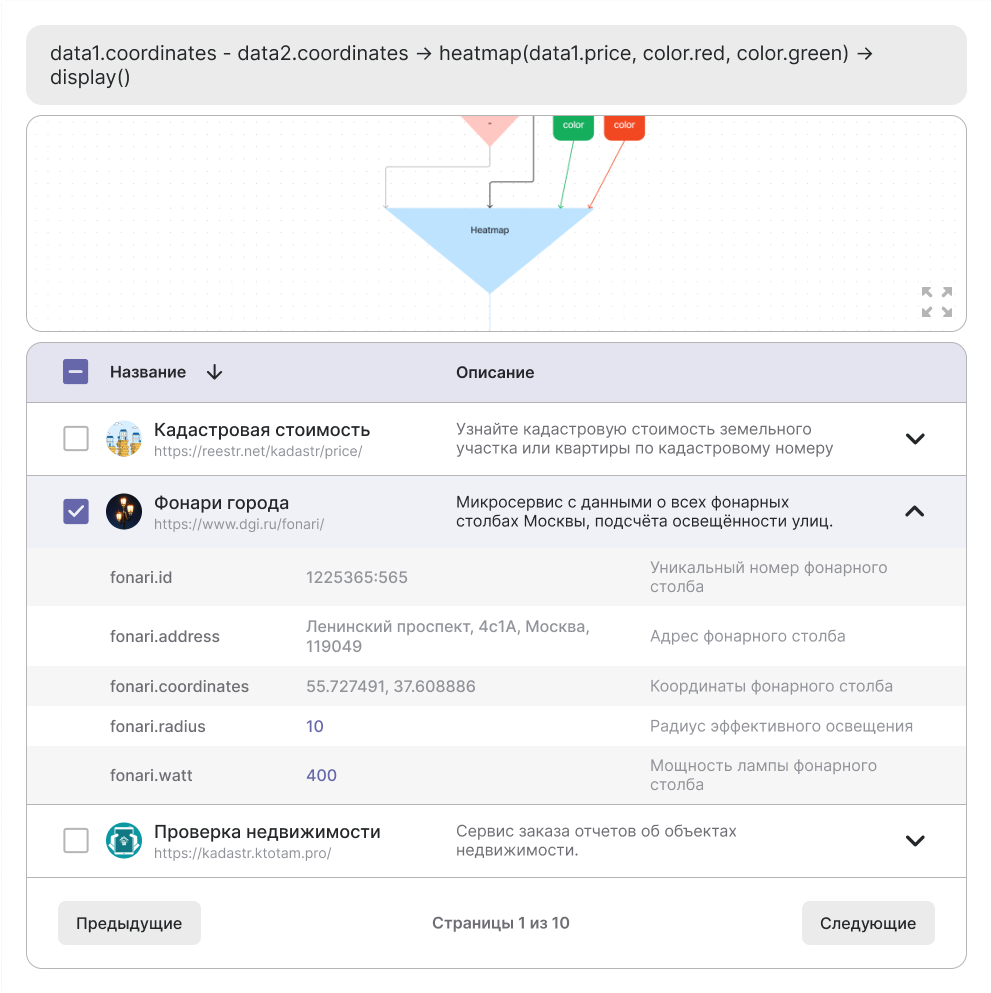 data1.coordinates - data2.coordinates → heatmap(data1.price, color.red, color.green) →
display()
-
color
color
Heatmap
Название ↓
Описание
Кадастровая стоимость
https://reestr.net/kadastr/price/
Узнайте кадастровую стоимость земельного
участка или квартиры по кадастровому номеру
Фонари города
https://www.dgi.ru/fonari/
Микросервис с данными о всех фонарных
столбах Москвы, подсчёта освещённости улиц.
fonari.id
1225365:565
Уникальный номер фонарного
столба
fonari.address
Ленинский проспект, 4с1А, Москва,
119049
Адрес фонарного столба
fonari.coordinates
55.727491, 37.608886
Координаты фонарного столба
fonari.radius
10
Радиус эффективного освещения
fonari.watt
400
Мощность лампы фонарного
столба
Проверка недвижимости
https://kadastr.ktotam.pro/
Сервис заказа отчетов об объектах
недвижимости.
Предыдущие
Страницы 1 из 10
Следующие